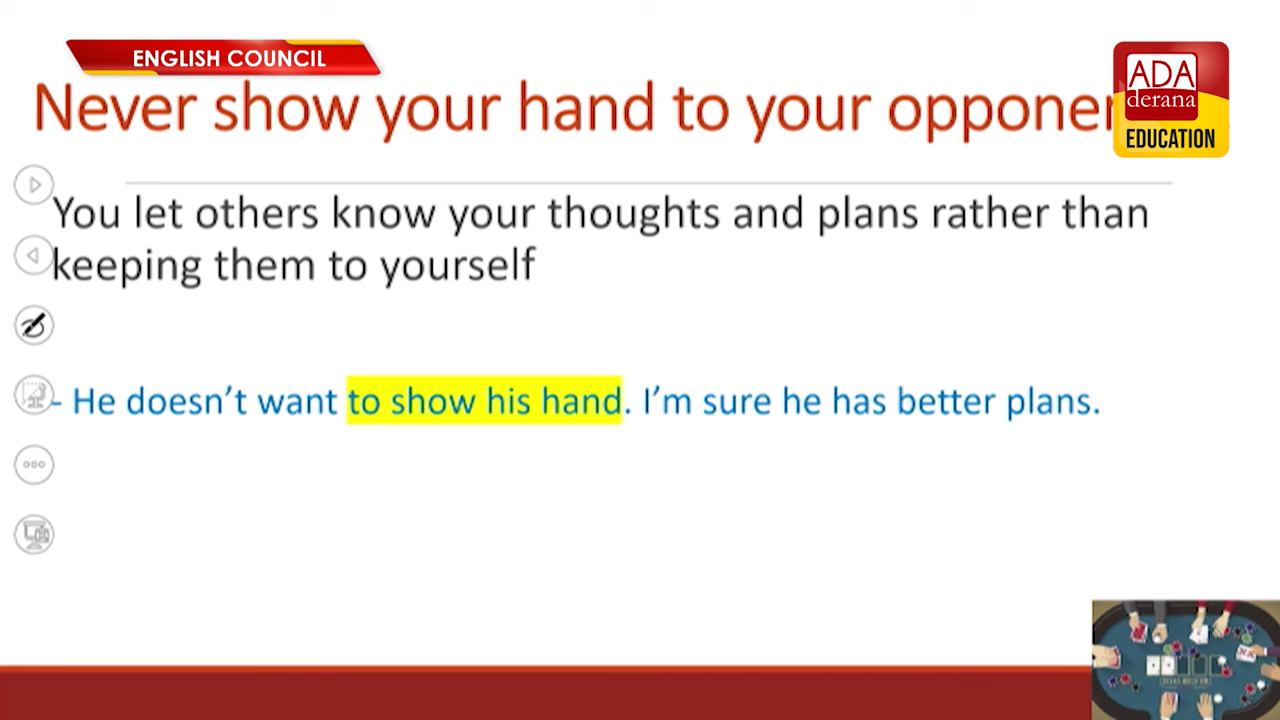 ENGLISH COUNCIL
ADA
derana
EDUCATION
Never show your hand to your oppone
You let others know your thoughts and plans rather than
keeping them to yourself
- He doesn't want to show his hand. I'm sure he has better plans.